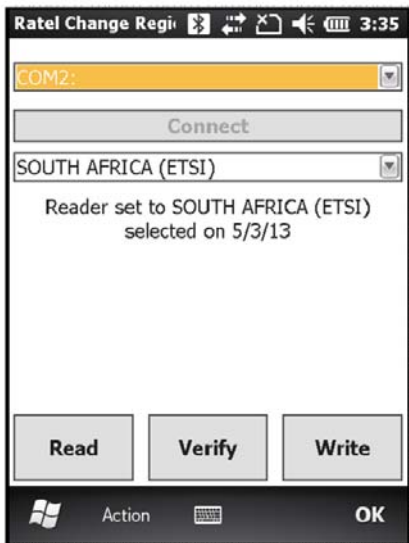 Ratel Change Regi 3:35
COM2:
Connect
SOUTH AFRICA (ETSI)
Reader set to SOUTH AFRICA (ETSI)
selected on 5/3/13
Read Verify Write
Action OK